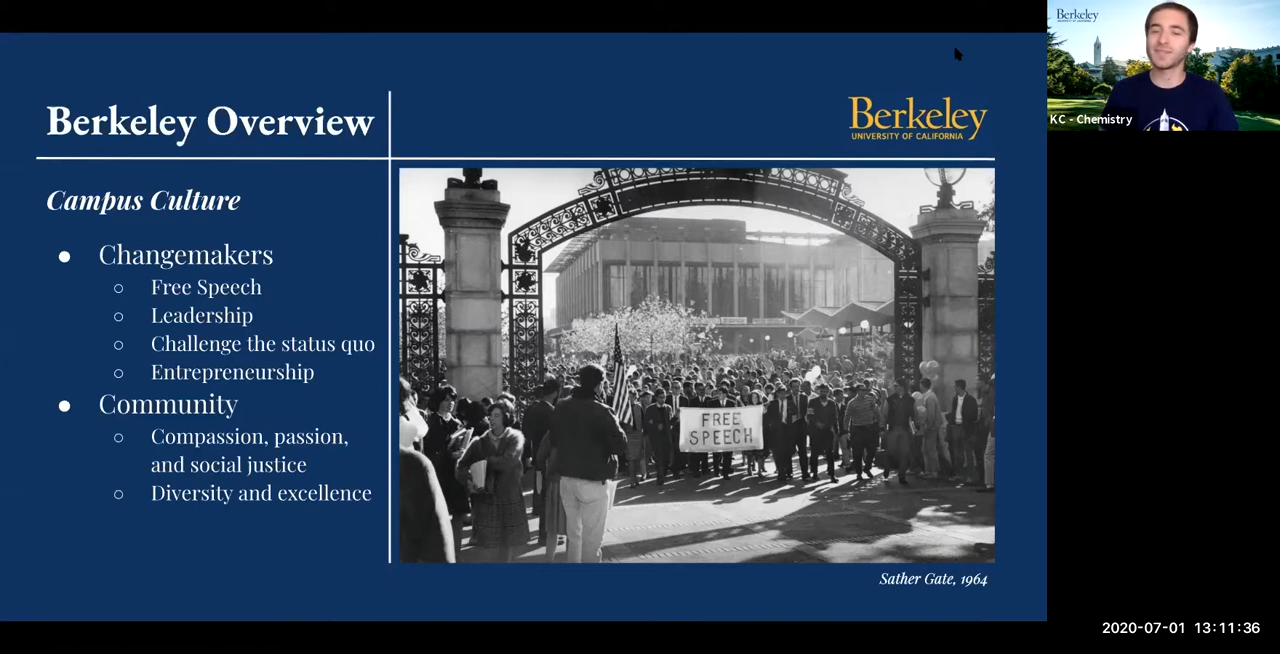 Berkeley Overview
Berkeley
UNIVERSITY OF CALIFORNIA
Campus Culture
Changemakers
Free Speech
Leadership
Challenge the status quo
Entrepreneurship
Community
Compassion, passion,
and social justice
Diversity and excellence
FREE
SPEECH
Sather Gate, 1964
Berkeley
KC - Chemistry
2020-07-01 13:11:36